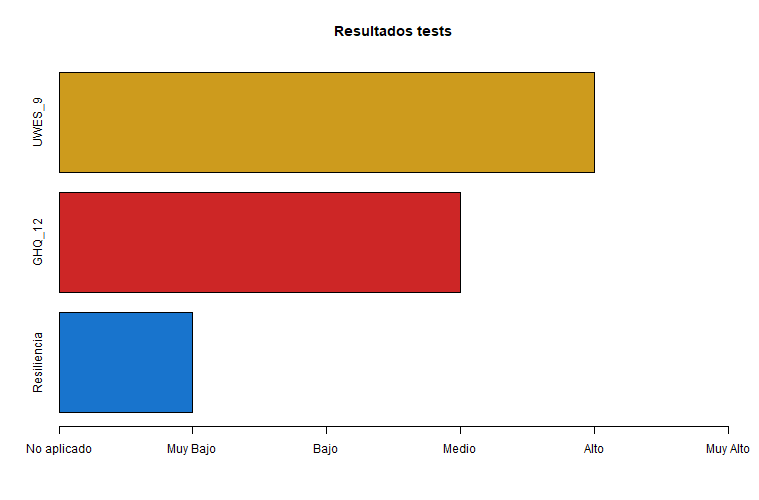 Resultados tests
UWES_9
GHQ_12
Resiliencia
No aplicado
Muy Bajo
Bajo
Medio
Alto
Muy Alto